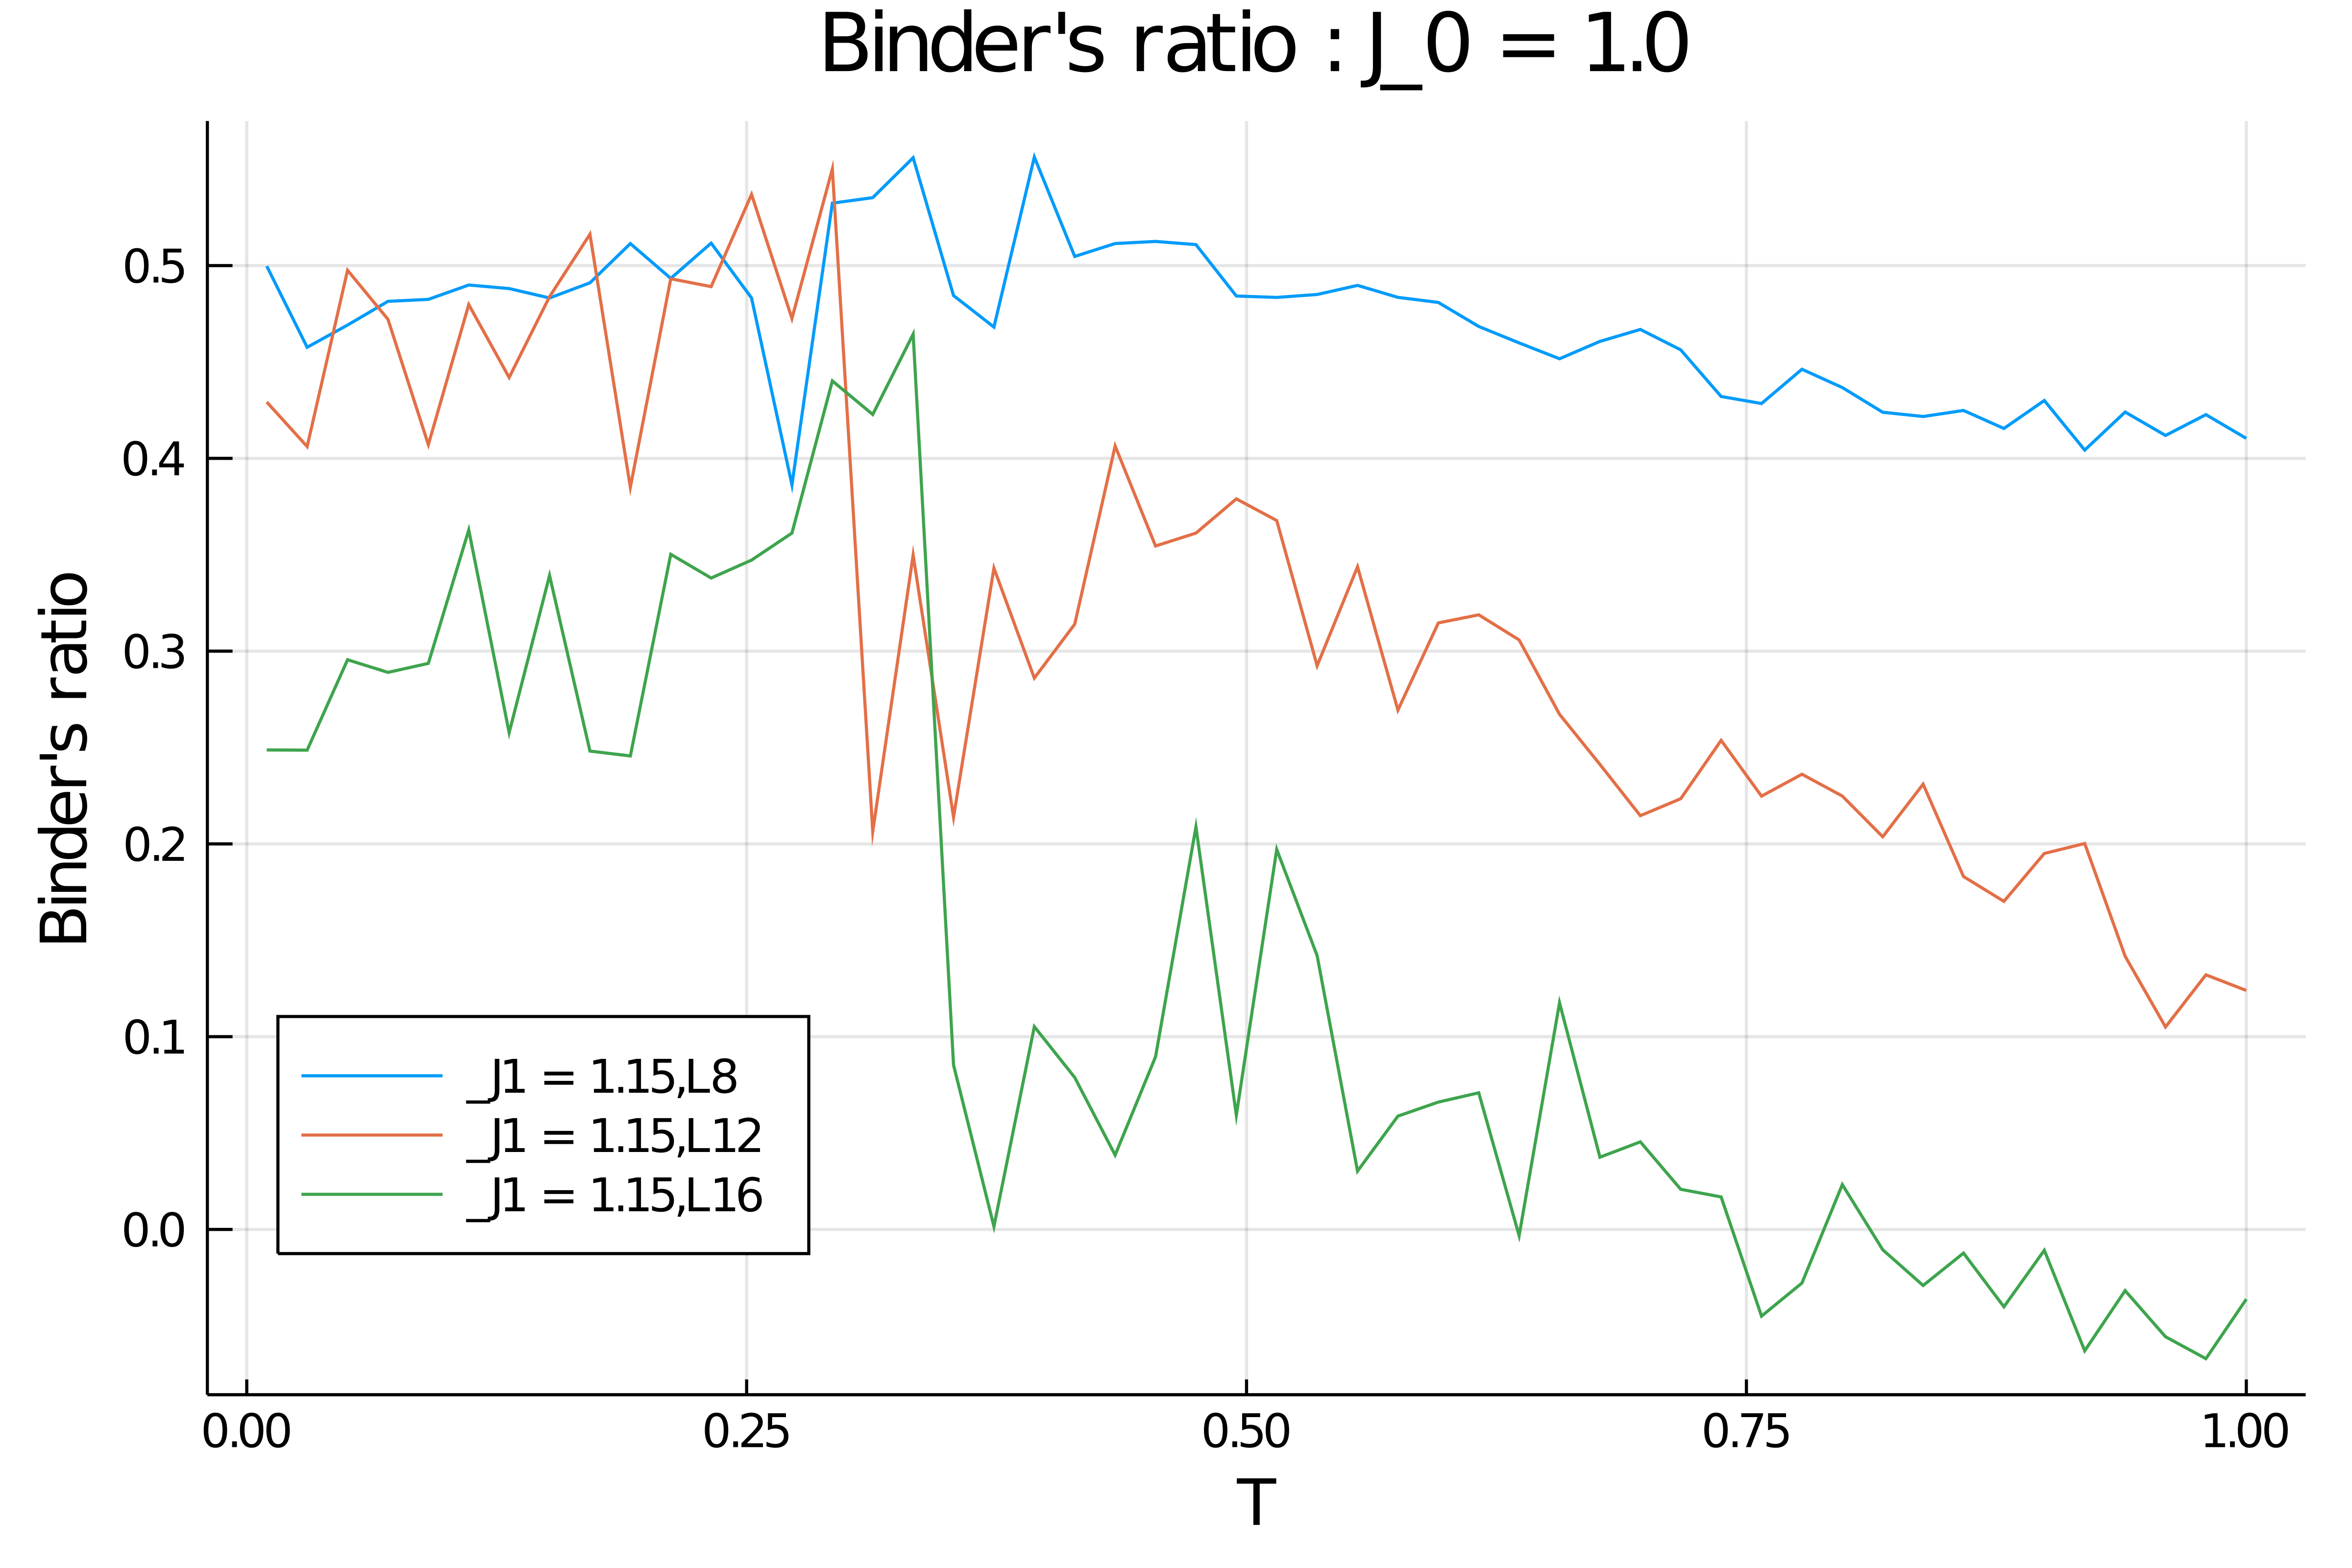 Binder's ratio : J_0 = 1.0
Binder's ratio
0.5
0.4
0.3
0.2
0.1
0.0
_J1 = 1.15,L8
_J1 = 1.15,L12
_J1 = 1.15,L16
0.00 0.25 0.50 0.75 1.00
T